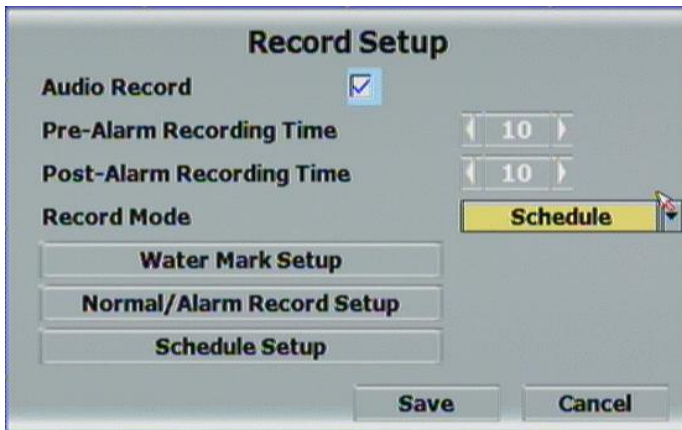 Record Setup
Audio Record
Pre-Alarm Recording Time 10
Post-Alarm Recording Time 10
Record Mode Schedule
Water Mark Setup
Normal/Alarm Record Setup
Schedule Setup
Save Cancel